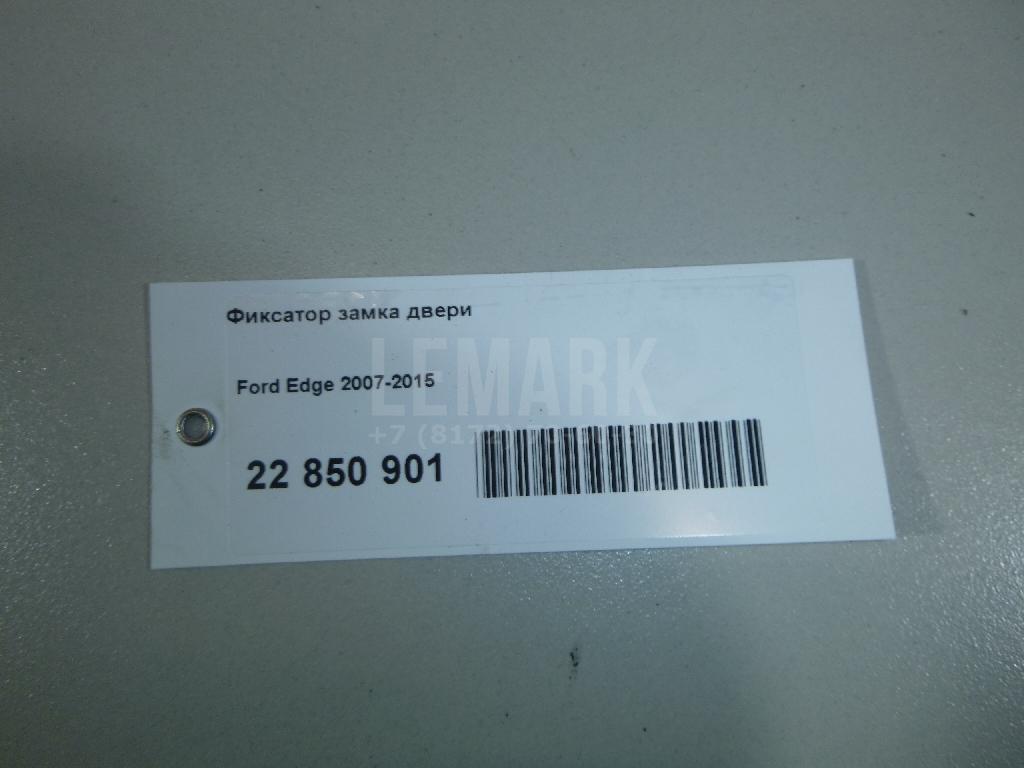 Фиксатор замка двери
LEMARK
Ford Edge 2007-2015
22 850 901